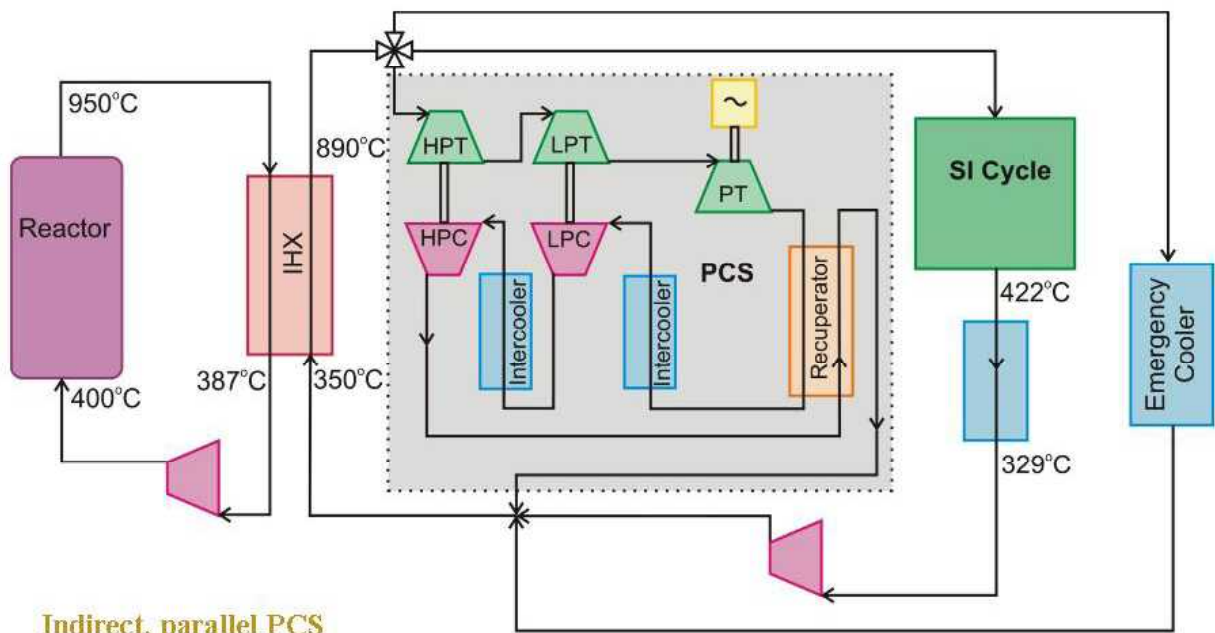 950°C
890°C
HPT
LPT
~
PT
SI Cycle
Reactor
IHX
HPC
LPC
PCS
Intercooler
Intercooler
Recuperator
422°C
Emergency
Cooler
400°C
387°C
350°C
329°C
Indirect, parallel PCS